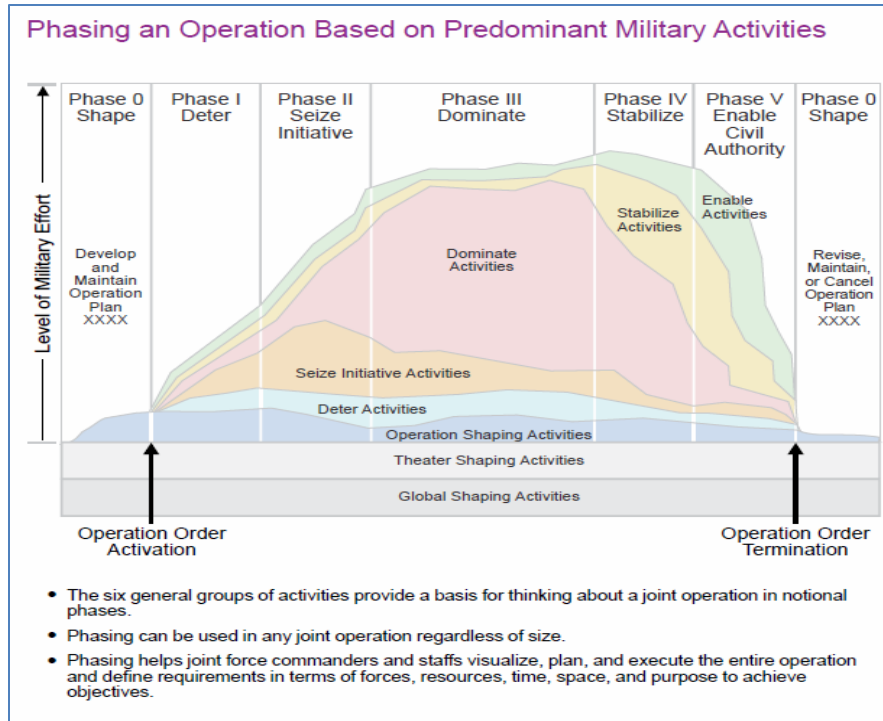 Phasing an Operation Based on Predominant Military Activities
Phase 0
Shape
Phase I
Deter
Phase II
Seize
Initiative
Phase III
Dominate
Phase IV
Stabilize
Phase V
Enable
Civil
Authority
Phase 0
Shape
Level of Military Effort
Develop
and
Maintain
Operation
Plan
XXXX
Enable
Activities
Stabilize
Activities
Dominate
Activities
Revise,
Maintain,
or Cancel
Operation
Plan
XXXX
Seize Initiative Activities
Deter Activities
Operation Shaping Activities
Theater Shaping Activities
Global Shaping Activities
Operation Order
Activation
Operation Order
Termination
• The six general groups of activities provide a basis for thinking about a joint operation in notional
phases.
• Phasing can be used in any joint operation regardless of size.
• Phasing helps joint force commanders and staffs visualize, plan, and execute the entire operation
and define requirements in terms of forces, resources, time, space, and purpose to achieve
objectives.